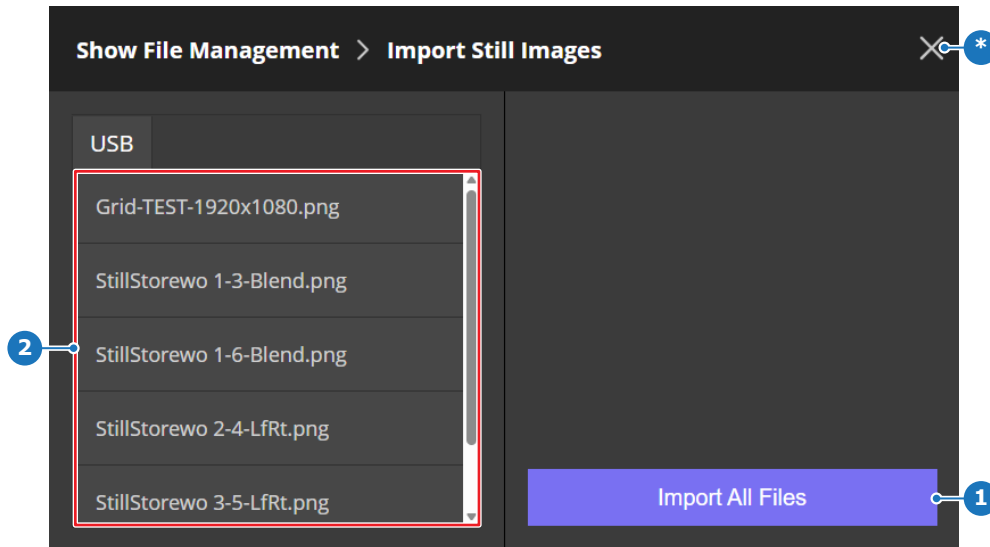 Show File Management > Import Still Images
*
USB
Grid-TEST-1920x1080.png
StillStorewo 1-3-Blend.png
2
StillStorewo 1-6-Blend.png
StillStorewo 2-4-LfRt.png
StillStorewo 3-5-LfRt.png
Import All Files
1